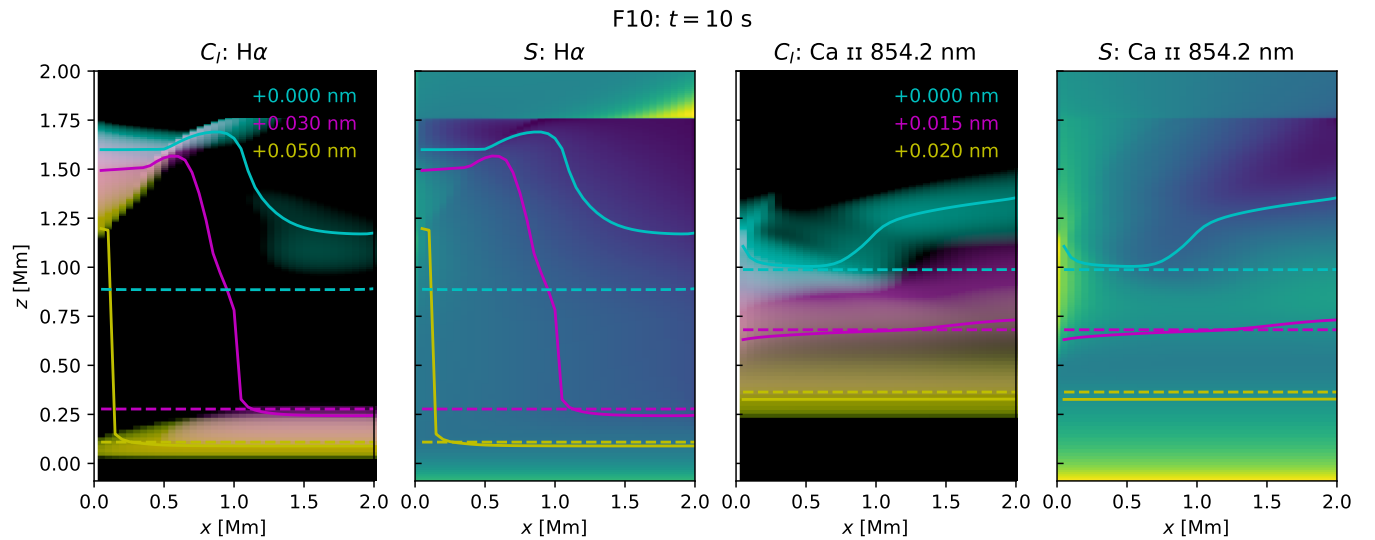 F10: t = 10 s
C_I: Hα
S: Hα
C_I: Ca II 854.2 nm
S: Ca II 854.2 nm
+0.000 nm
+0.030 nm
+0.050 nm
+0.000 nm
+0.015 nm
+0.020 nm
2.00
1.75
1.50
1.25
1.00
0.75
0.50
0.25
0.00
z [Mm]
0.0 0.5 1.0 1.5 2.0 0.0 0.5 1.0 1.5 2.0 0.0 0.5 1.0 1.5 2.0 0.0 0.5 1.0 1.5 2.0
x [Mm] x [Mm] x [Mm] x [Mm]